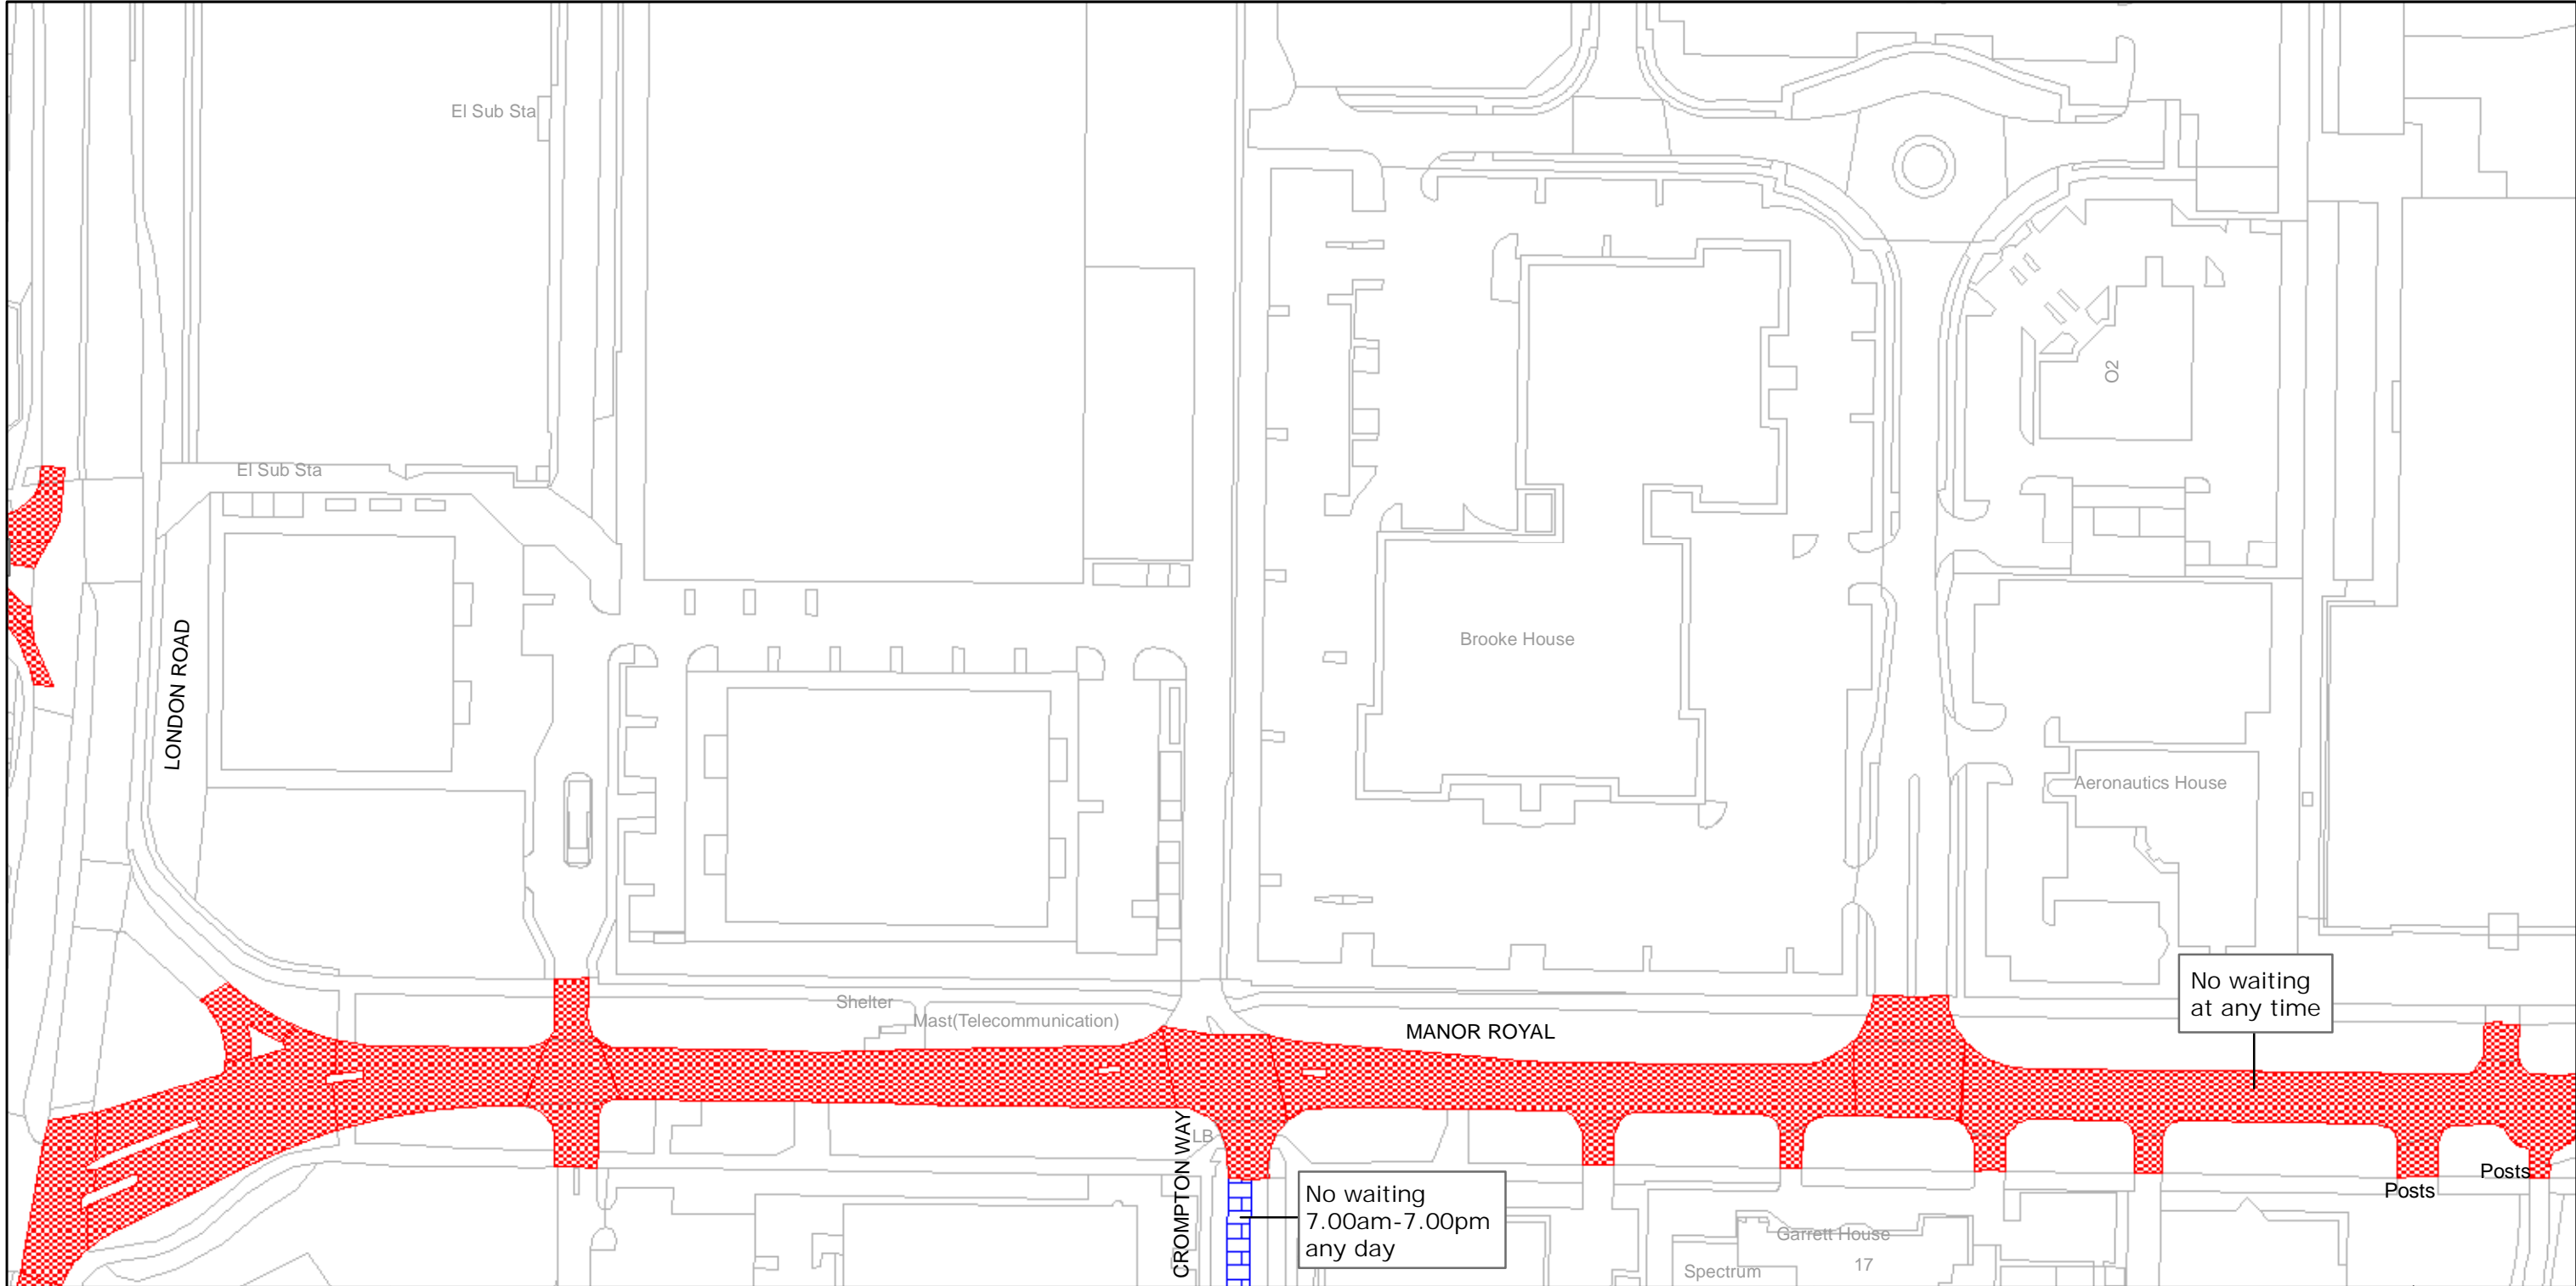 El Sub Sta
O2
El Sub Sta
LONDON ROAD
Brooke House
Aeronautics House
No waiting
at any time
Shelter
Mast(Telecommunication)
MANOR ROYAL
CROMPTON WAY
LB
Posts
Posts
No waiting
7.00am-7.00pm
any day
Garrett House
17
Spectrum